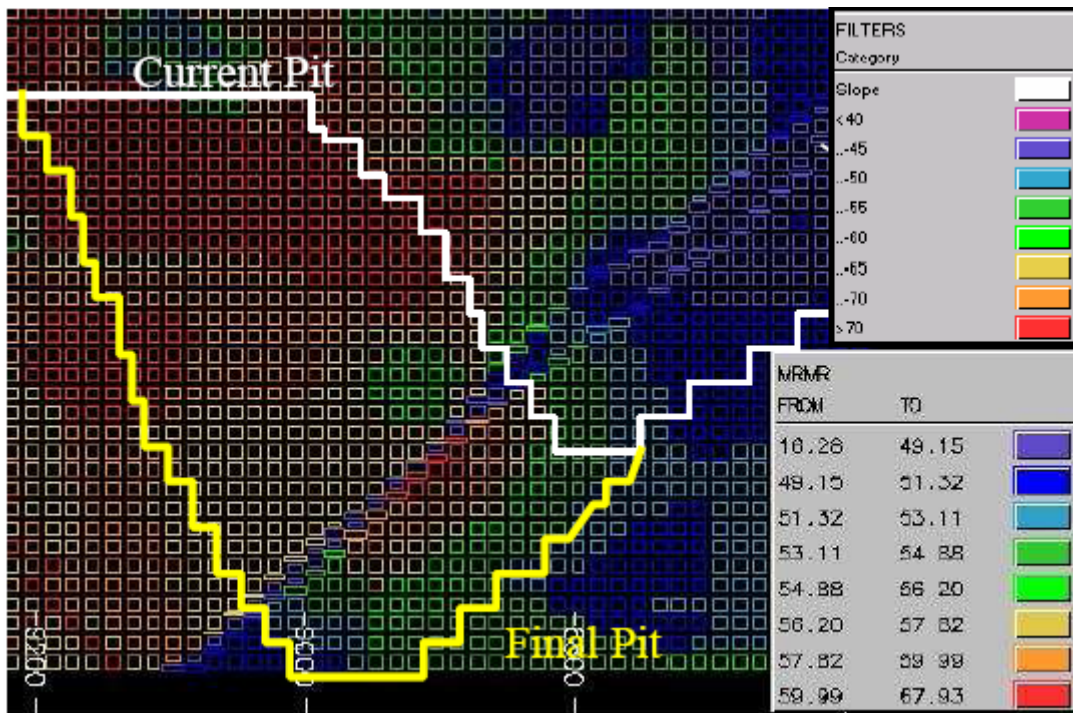 Current Pit
FILTERS
Category
Slope
<40
..-45
..-50
..-55
..-60
..-65
..-70
>70
MRMR
FROM TO
16.28 49.15
49.15 51.32
51.32 53.11
53.11 54 88
54.88 56 20
56.20 57 82
57.82 59 99
59.99 67.93
Final Pit